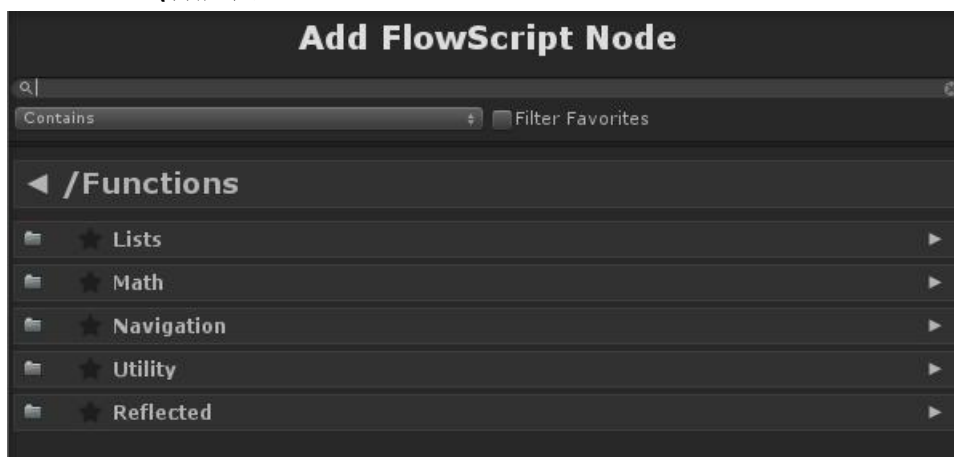 Add FlowScript Node
Contains
Filter Favorites
/Functions
Lists
Math
Navigation
Utility
Reflected